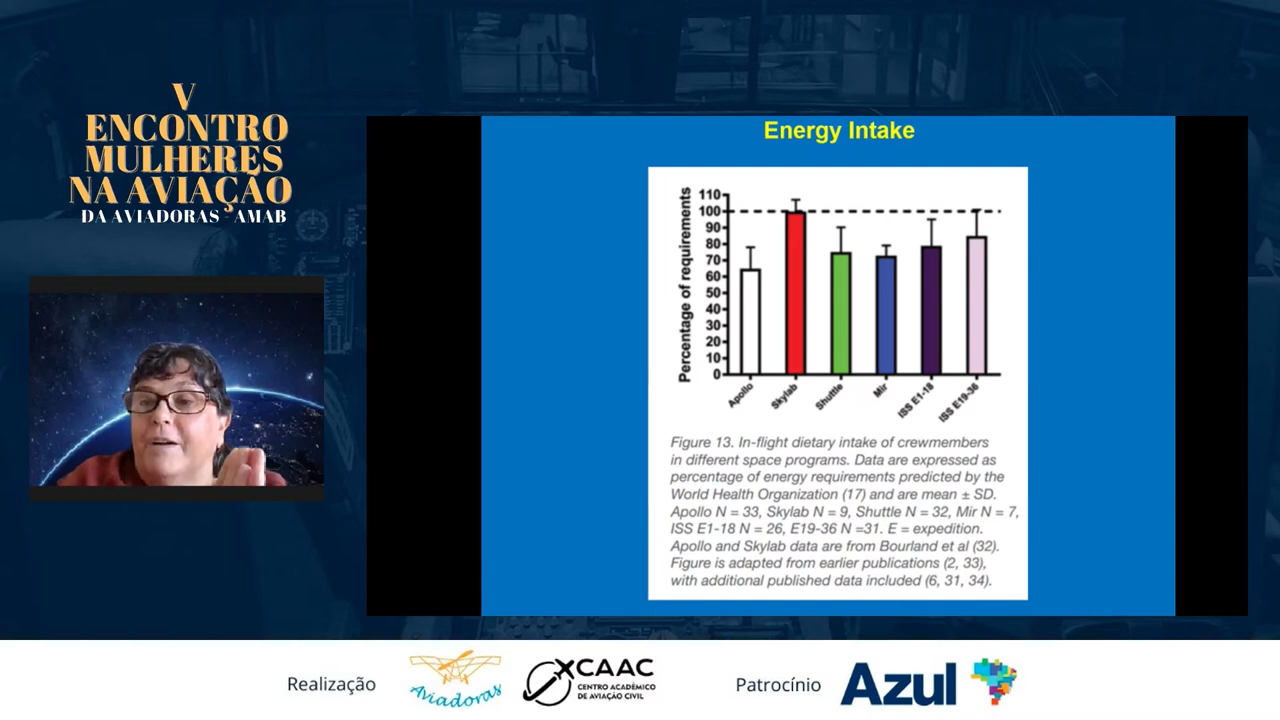 V
ENCONTRO
MULHERES
NA AVIAÇÃO
DA AVIADORAS - AMAB
Energy Intake
Percentage of requirements
110
100
90
80
70
60
50
40
30
20
10
0
Apollo
Skylab
Shuttle
Mir
ISS E1-18
ISS E19-36
Figure 13. In-flight dietary intake of crewmembers
in different space programs. Data are expressed as
percentage of energy requirements predicted by the
World Health Organization (17) and are mean ± SD.
Apollo N = 33, Skylab N = 9, Shuttle N = 32, Mir N = 7,
ISS E1-18 N = 26, E19-36 N =31. E = expedition.
Apollo and Skylab data are from Bourland et al (32).
Figure is adapted from earlier publications (2, 33),
with additional published data included (6, 31, 34).
Realização
Aviadoras
CAAC
CENTRO ACADÊMICO
DE AVIAÇÃO CIVIL
Patrocínio
Azul